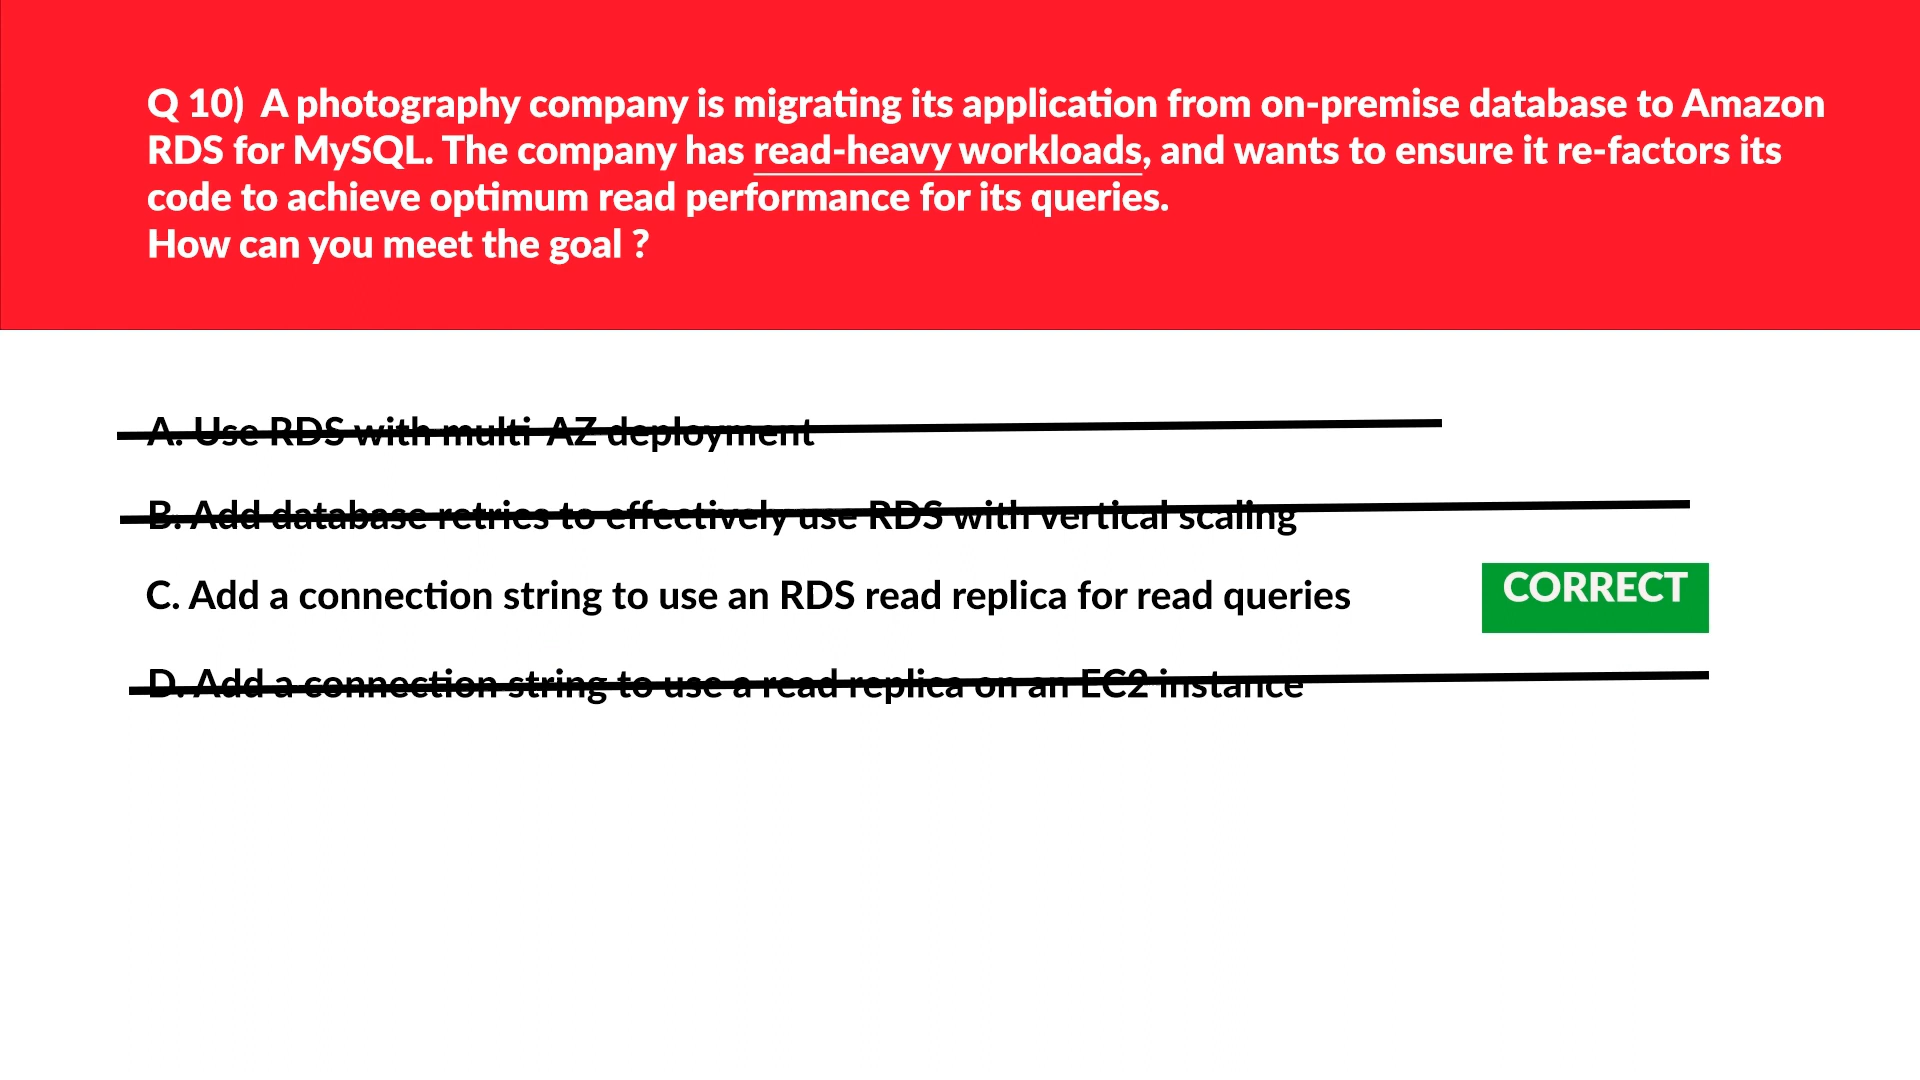 Q 10) A photography company is migrating its application from on-premise database to Amazon
RDS for MySQL. The company has read-heavy workloads, and wants to ensure it re-factors its
code to achieve optimum read performance for its queries.
How can you meet the goal ?
A. Use RDS with multi-AZ deployment
B. Add database retries to effectively use RDS with vertical scaling
C. Add a connection string to use an RDS read replica for read queries
CORRECT
D. Add a connection string to use a read replica on an EC2 instance